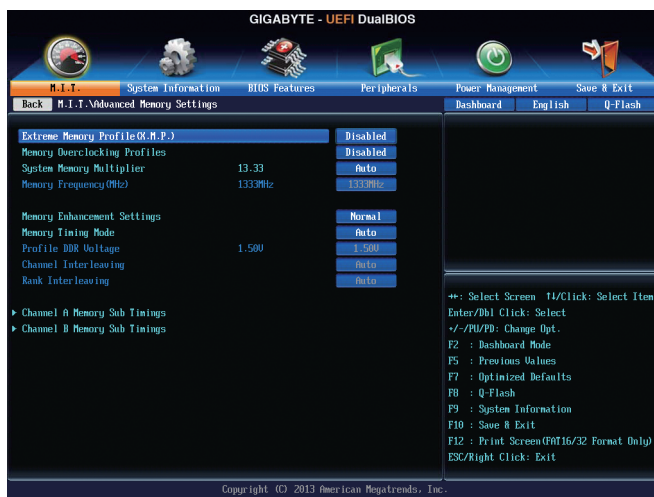 GIGABYTE - UEFI DualBIOS
M.I.T. System Information BIOS Features Peripherals Power Management Save & Exit
Back M.I.T.\Advanced Memory Settings Dashboard English Q-Flash
Extreme Memory Profile(X.M.P.) Disabled
Memory Overclocking Profiles Disabled
System Memory Multiplier 13.33 Auto
Memory Frequency(MHz) 1333MHz 1333MHz
Memory Enhancement Settings Normal
Memory Timing Mode Auto
Profile DDR Voltage 1.50V 1.50V
Channel Interleaving Auto
Rank Interleaving Auto
Channel A Memory Sub Timings
Channel B Memory Sub Timings
→←: Select Screen ↑↓/Click: Select Item
Enter/Dbl Click: Select
+/-/PU/PD: Change Opt.
F2 : Dashboard Mode
F5 : Previous Values
F7 : Optimized Defaults
F8 : Q-Flash
F9 : System Information
F10 : Save & Exit
F12 : Print Screen(FAT16/32 Format Only)
ESC/Right Click: Exit
Copyright (C) 2013 American Megatrends, Inc.